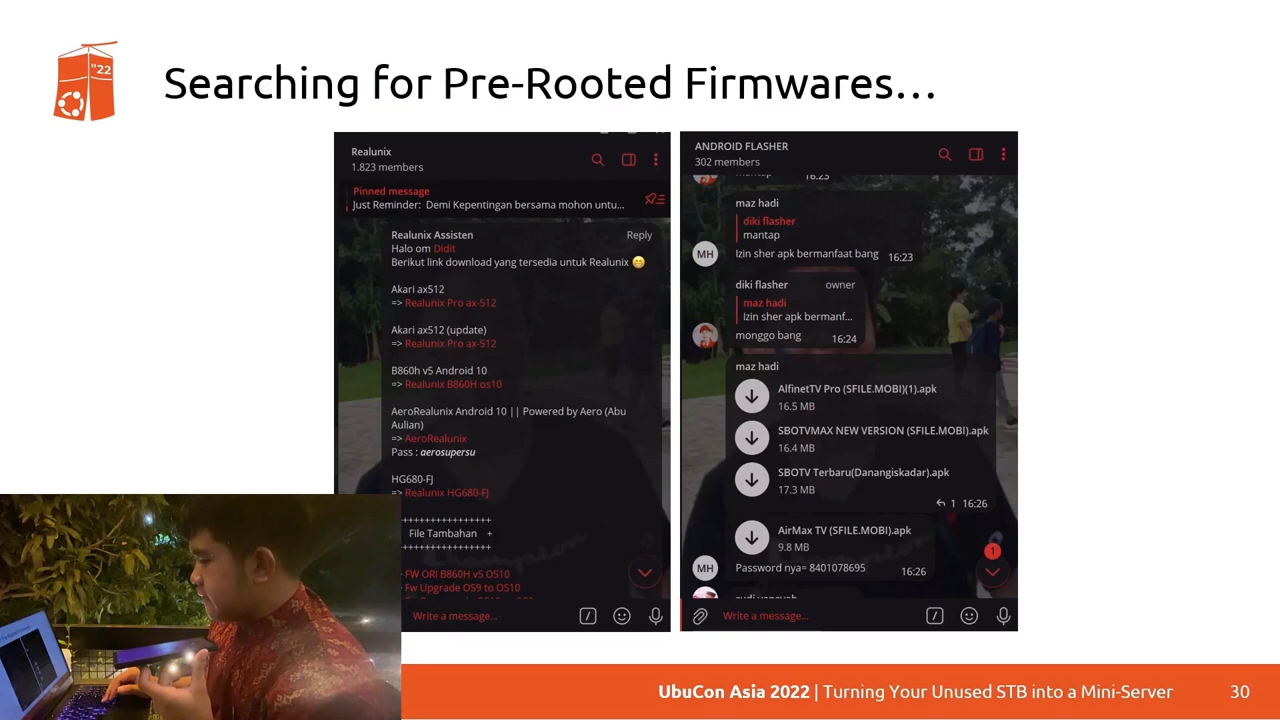 "22
Searching for Pre-Rooted Firmwares…
Realunix
1.823 members
Pinned message
Just Reminder: Demi Kepentingan bersama mohon untu...
Realunix Assisten
Reply
Halo om Didit
Berikut link download yang tersedia untuk Realunix 😁
Akari ax512
=> Realunix Pro ax-512
Akari ax512 (update)
=> Realunix Pro ax-512
B860h v5 Android 10
=> Realunix B860H os10
AeroRealunix Android 10 || Powered by Aero (Abu
Aulian)
=> AeroRealunix
Pass : aerosupersu
HG680-FJ
=> Realunix HG680-FJ
++++++++++++++++
File Tambahan +
++++++++++++++++
FW ORI B860H v5 OS10
Fw Upgrade OS9 to OS10
Write a message...
ANDROID FLASHER
302 members
16:23
maz hadi
diki flasher
mantap
MH
Izin sher apk bermanfaat bang
16:23
diki flasher
owner
maz hadi
Izin sher apk bermanf...
monggo bang
16:24
maz hadi
AlfinetTV Pro (SFILE.MOBI)(1).apk
16.5 MB
SBOTVMAX NEW VERSION (SFILE.MOBI).apk
16.4 MB
SBOTV Terbaru(Danangiskadar).apk
17.3 MB
1 16:26
AirMax TV (SFILE.MOBI).apk
9.8 MB
MH
Password nya= 8401078695
16:26
1
Write a message...
UbuCon Asia 2022 | Turning Your Unused STB into a Mini-Server
30